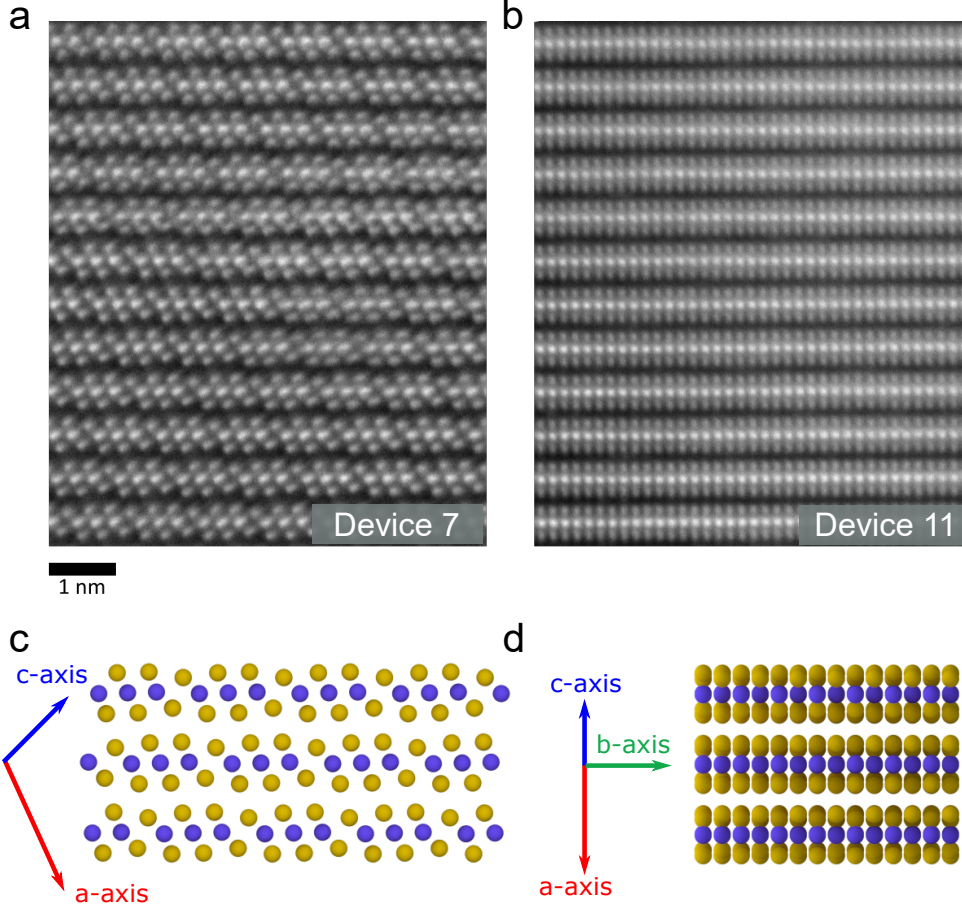 a
b
Device 7
Device 11
1 nm
c
d
c-axis
a-axis
c-axis
b-axis
a-axis